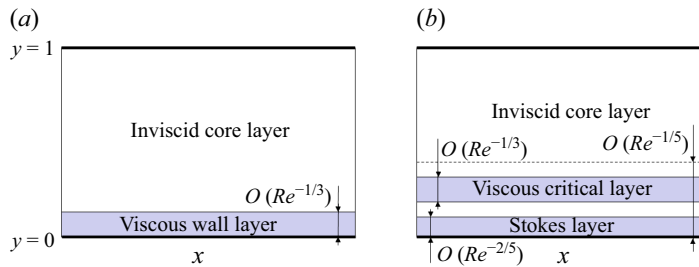 (a)
(b)
y = 1
Inviscid core layer
Inviscid core layer
O (Re^{−1/3})
O (Re^{−1/5})
O (Re^{−1/3})
Viscous critical layer
Viscous wall layer
Stokes layer
y = 0
x
O (Re^{−2/5})
x